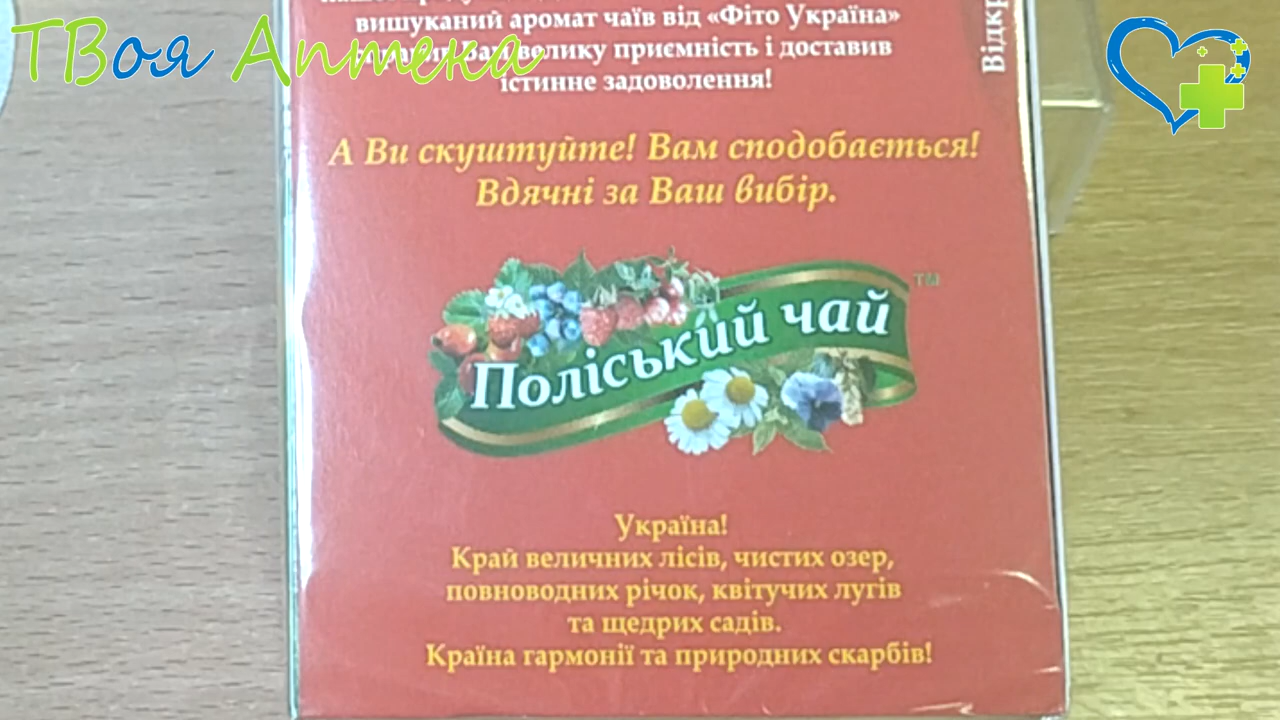 ТВоя Аптека
вишуканий аромат чаїв від «Фіто Україна»
велику приємність і доставив
істинне задоволення!
А Ви скуштуйте! Вам сподобається!
Вдячні за Ваш вибір.
Поліський чай
TM
Україна!
Край величних лісів, чистих озер,
повноводних річок, квітучих лугів
та щедрих садів.
Країна гармонії та природних скарбів!